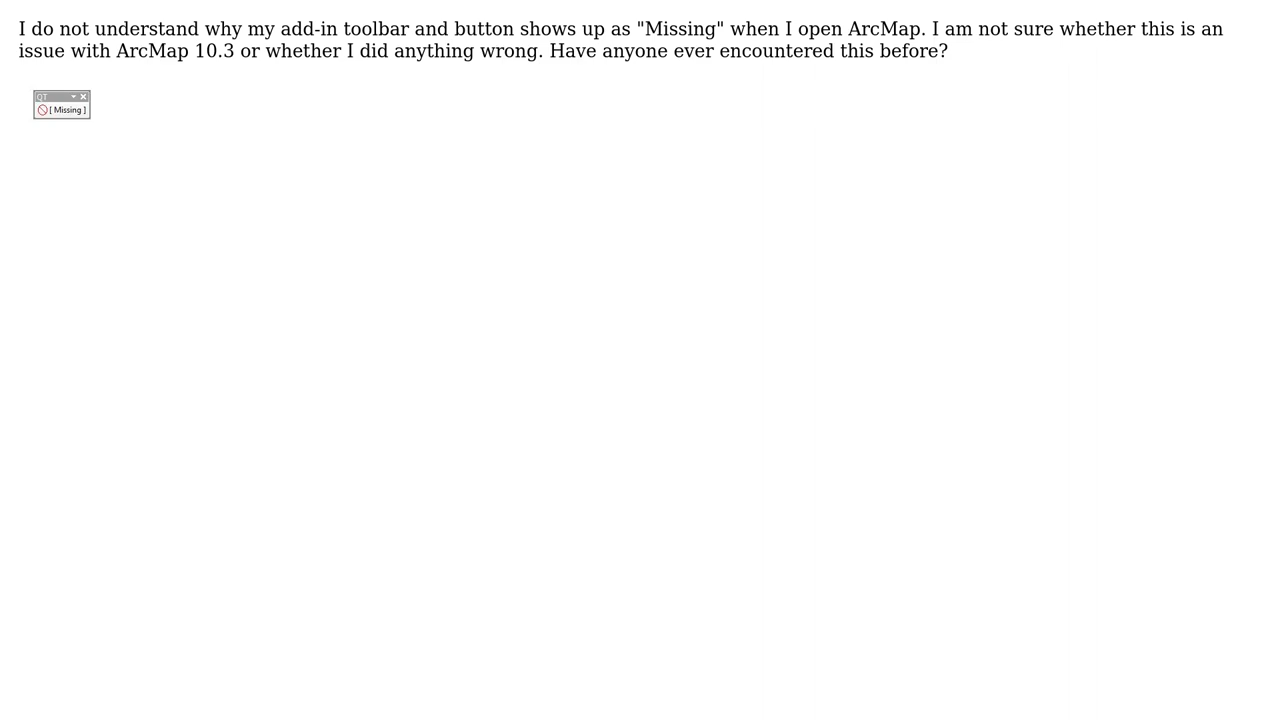 I do not understand why my add-in toolbar and button shows up as "Missing" when I open ArcMap. I am not sure whether this is an
issue with ArcMap 10.3 or whether I did anything wrong. Have anyone ever encountered this before?
QT
[ Missing ]